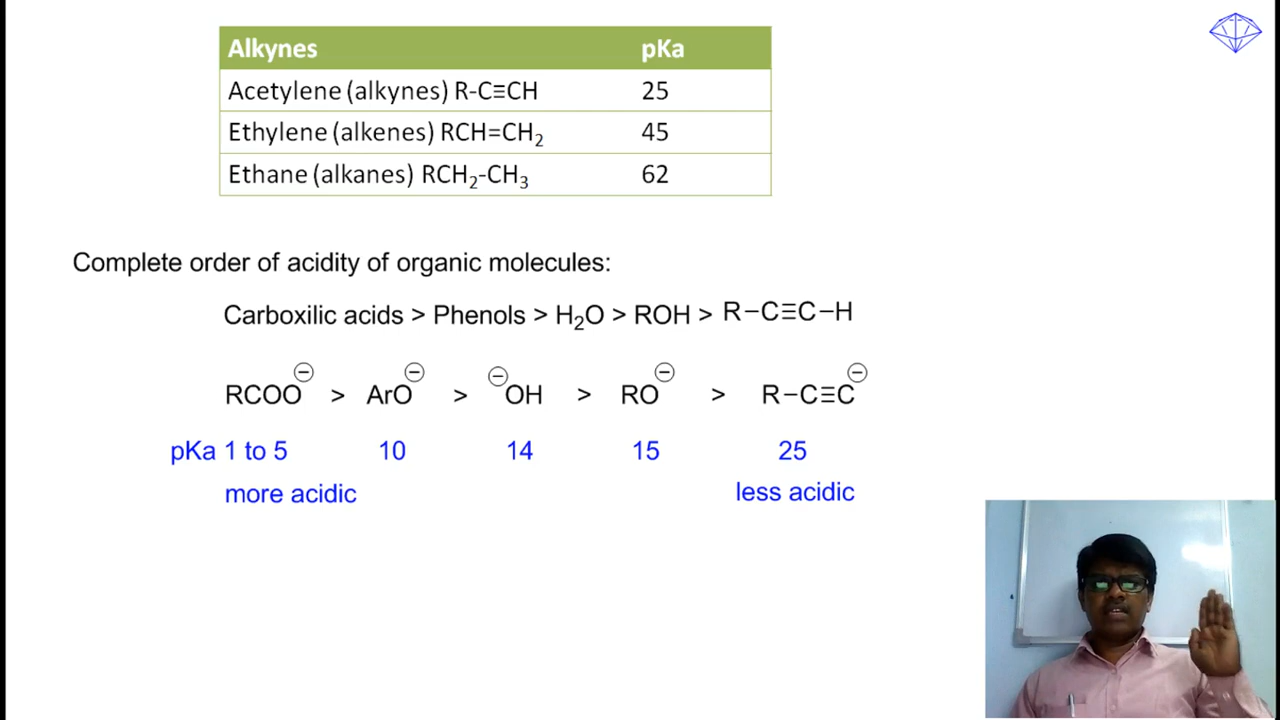 Alkynes pKa
Acetylene (alkynes) R-C≡CH 25
Ethylene (alkenes) RCH=CH₂ 45
Ethane (alkanes) RCH₂-CH₃ 62
Complete order of acidity of organic molecules:
Carboxilic acids > Phenols > H₂O > ROH > R−C≡C−H
RCOO⊖ > ArO⊖ > ⊖OH > RO⊖ > R−C≡C⊖
pKa 1 to 5 10 14 15 25
more acidic less acidic